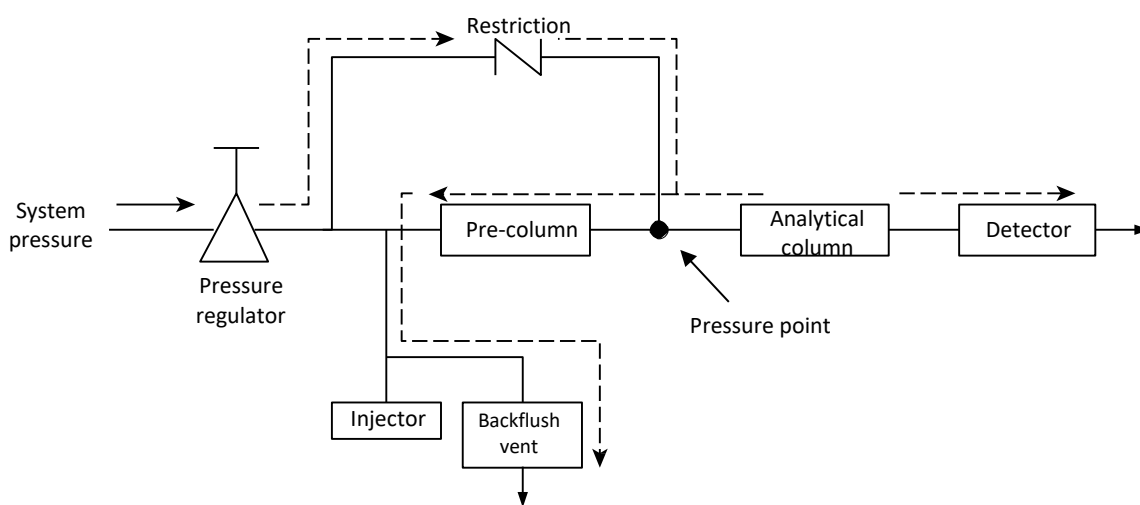 Restriction
System
pressure
Pressure
regulator
Pre-column
Analytical
column
Detector
Pressure point
Injector
Backflush
vent